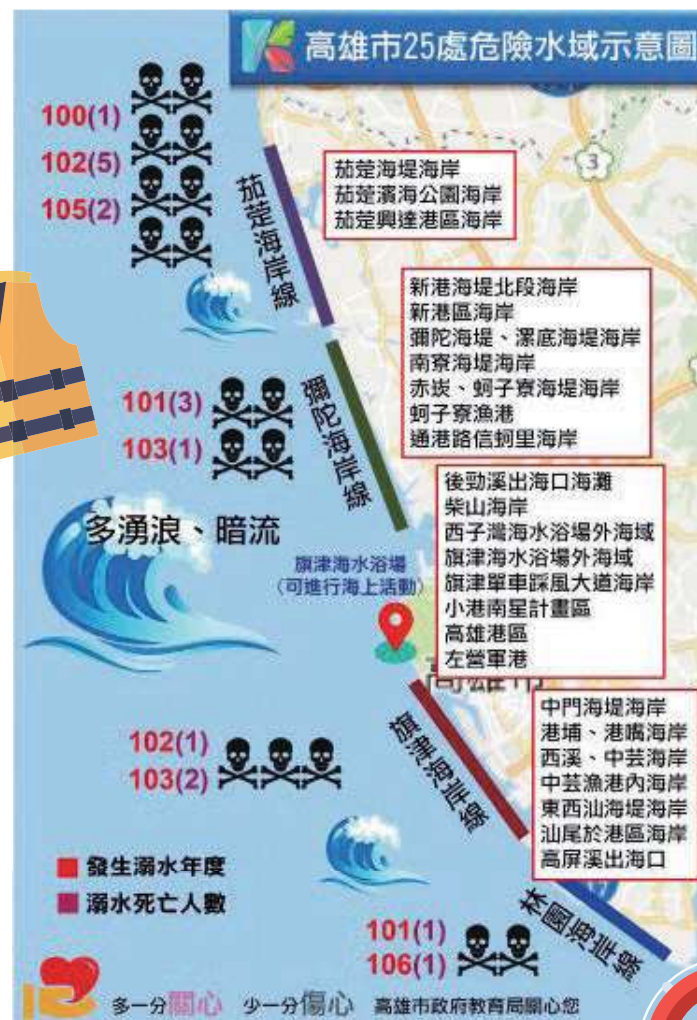 高雄市25處危險水域示意圖
100(1)
102(5)
105(2)
茄萣海岸線
3
茄萣海堤海岸
茄萣濱海公園海岸
茄萣興達港區海岸
新港海堤北段海岸
新港區海岸
彌陀海堤、漯底海堤海岸
南寮海堤海岸
赤崁、蚵子寮海堤海岸
蚵子寮漁港
通港路信蚵里海岸
101(3)
103(1)
彌陀海岸線
多湧浪、暗流
旗津海水浴場
(可進行海上活動)
後勁溪出海口海灘
柴山海岸
西子灣海水浴場外海域
旗津海水浴場外海域
旗津單車踩風大道海岸
小港南星計畫區
高雄港區
左營軍港
高雄市
102(1)
103(2)
旗津海岸線
中門海堤海岸
港埔、港嘴海岸
西溪、中芸海岸
中芸漁港內海岸
東西汕海堤海岸
汕尾於港區海岸
高屏溪出海口
發生溺水年度
溺水死亡人數
101(1)
106(1)
林園海岸線
多一分關心 少一分傷心 高雄市政府教育局關心您